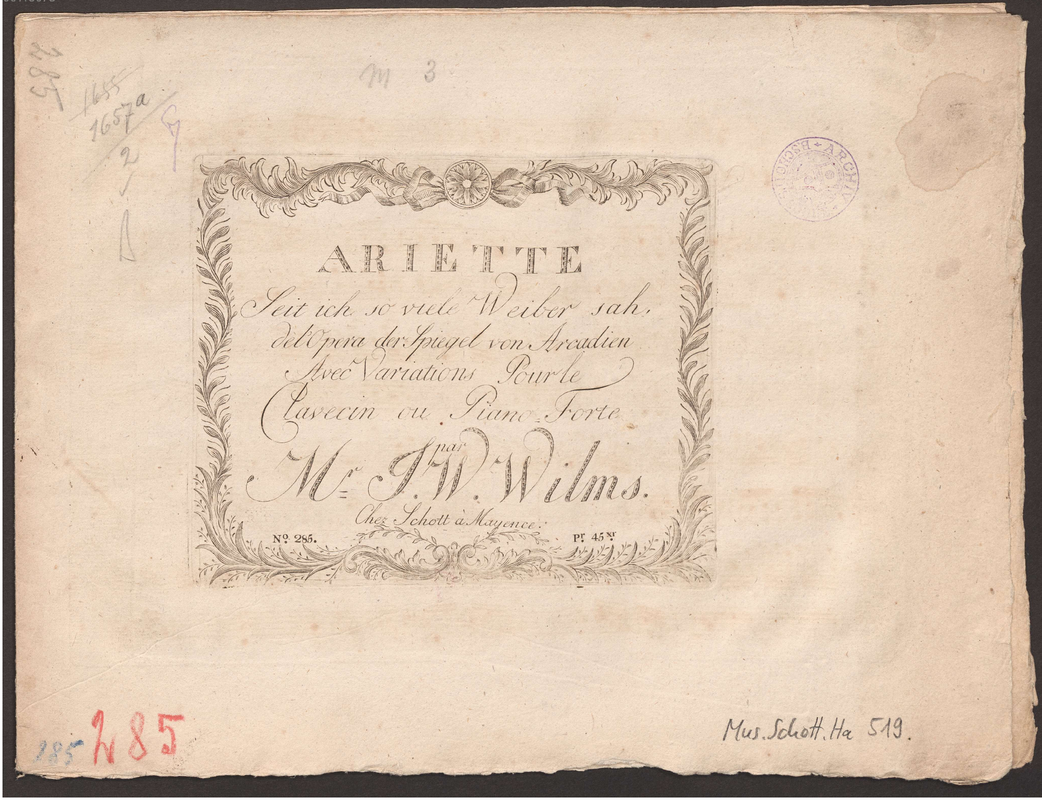 285
1655
1657a
2
M 3
ARCHIV
ARIETTE
Seit ich so viele Weiber sah,
del'Opera der Spiegel von Arcadien
Avec Variations Pour le
Clavecin ou Piano-Forte
par
Mr. J. W. Wilms.
Chez Schott à Mayence.
No. 285. Pr. 45 Xr.
285 285
Mus.Schott.Ha 519.